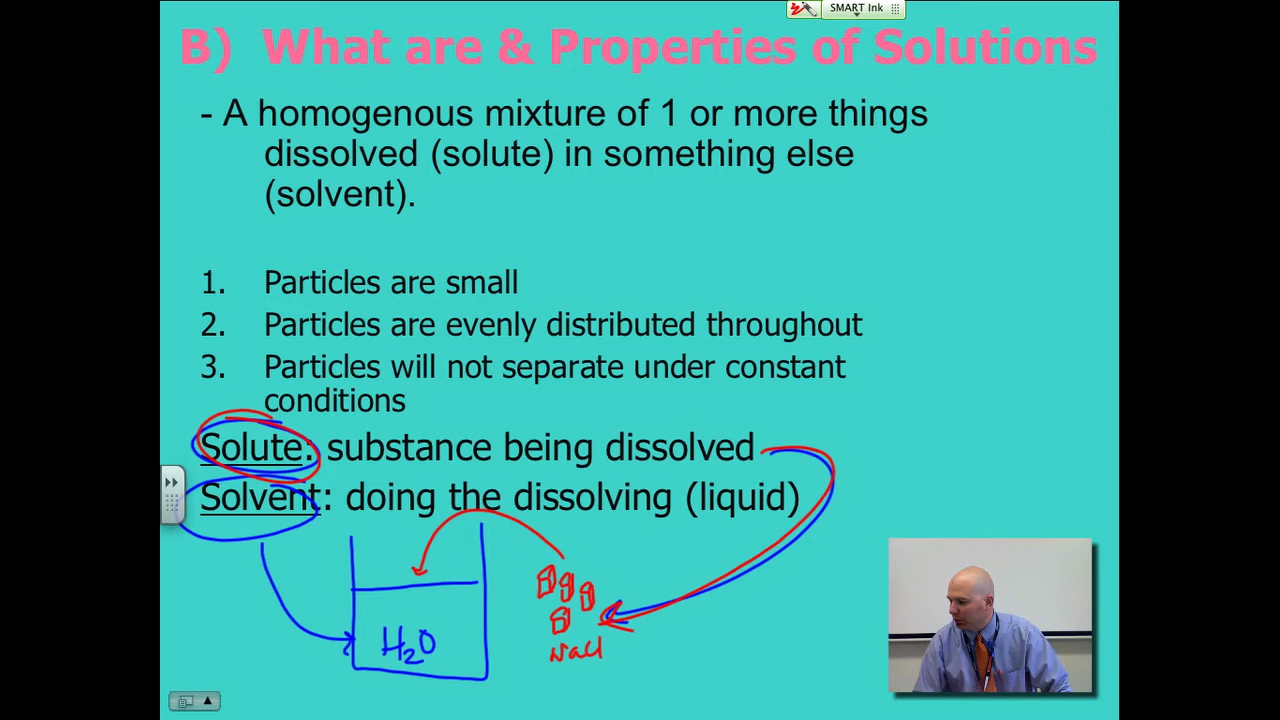 SMART Ink
B) What are & Properties of Solutions
- A homogenous mixture of 1 or more things
dissolved (solute) in something else
(solvent).
1. Particles are small
2. Particles are evenly distributed throughout
3. Particles will not separate under constant
conditions
Solute: substance being dissolved
Solvent: doing the dissolving (liquid)
H₂O
NaCl